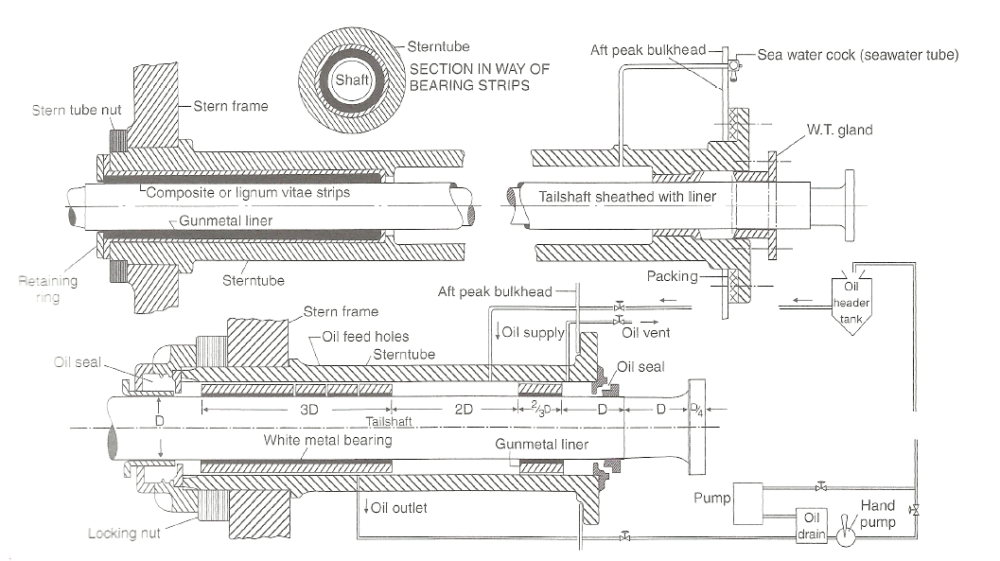 Sterntube
Shaft
SECTION IN WAY OF
BEARING STRIPS
Aft peak bulkhead
Sea water cock (seawater tube)
Stern tube nut
Stern frame
W.T. gland
Composite or lignum vitae strips
Tailshaft sheathed with liner
Gunmetal liner
Retaining
ring
Sterntube
Packing
Aft peak bulkhead
Oil
header
tank
Stern frame
Oil feed holes
Oil supply
Oil vent
Sterntube
Oil seal
Oil seal
D
3D
2D
2/3D
D
D
D/4
Tailshaft
White metal bearing
Gunmetal liner
Pump
Oil outlet
Oil
drain
Hand
pump
Locking nut